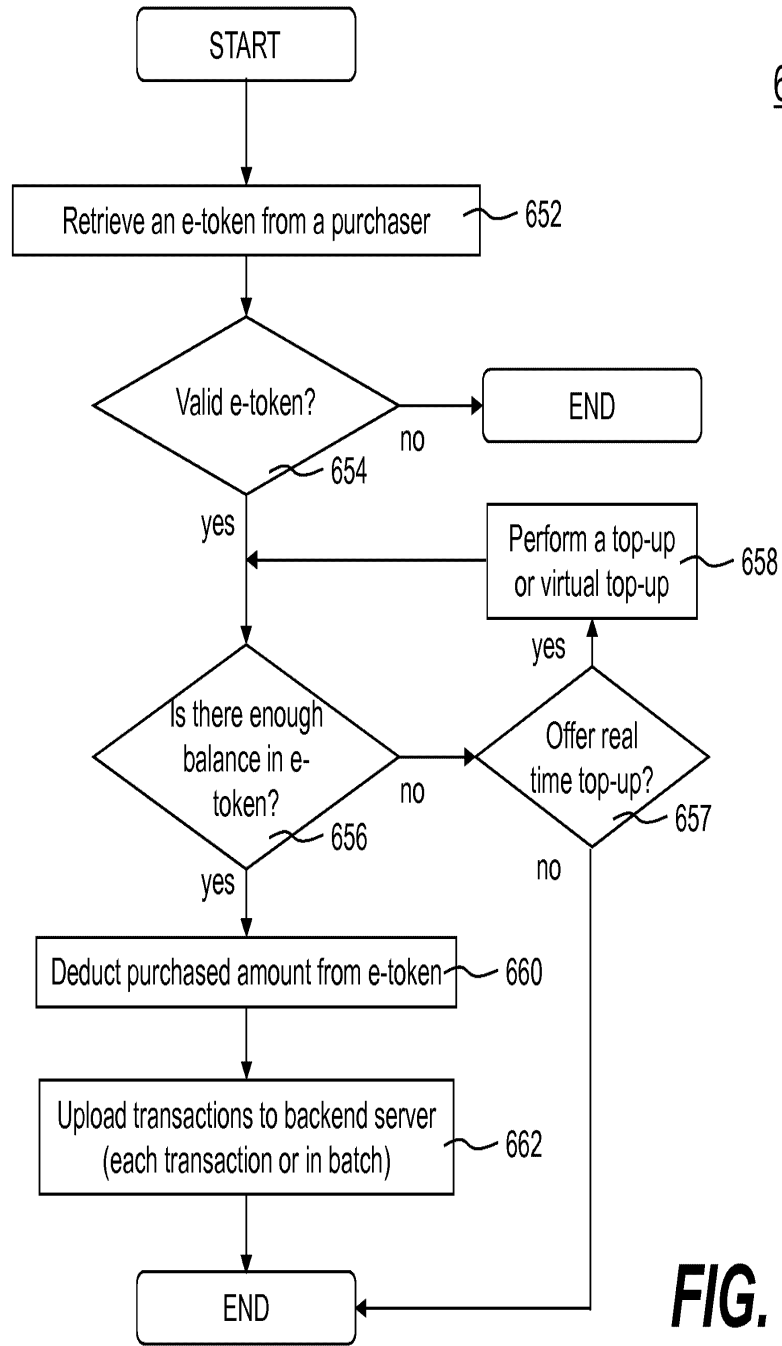 START
6
Retrieve an e-token from a purchaser
652
Valid e-token?
no
END
654
yes
Perform a top-up
or virtual top-up
658
yes
Is there enough
balance in e-
token?
no
Offer real
time top-up?
656
657
yes
no
Deduct purchased amount from e-token
660
Upload transactions to backend server
(each transaction or in batch)
662
END
FIG.